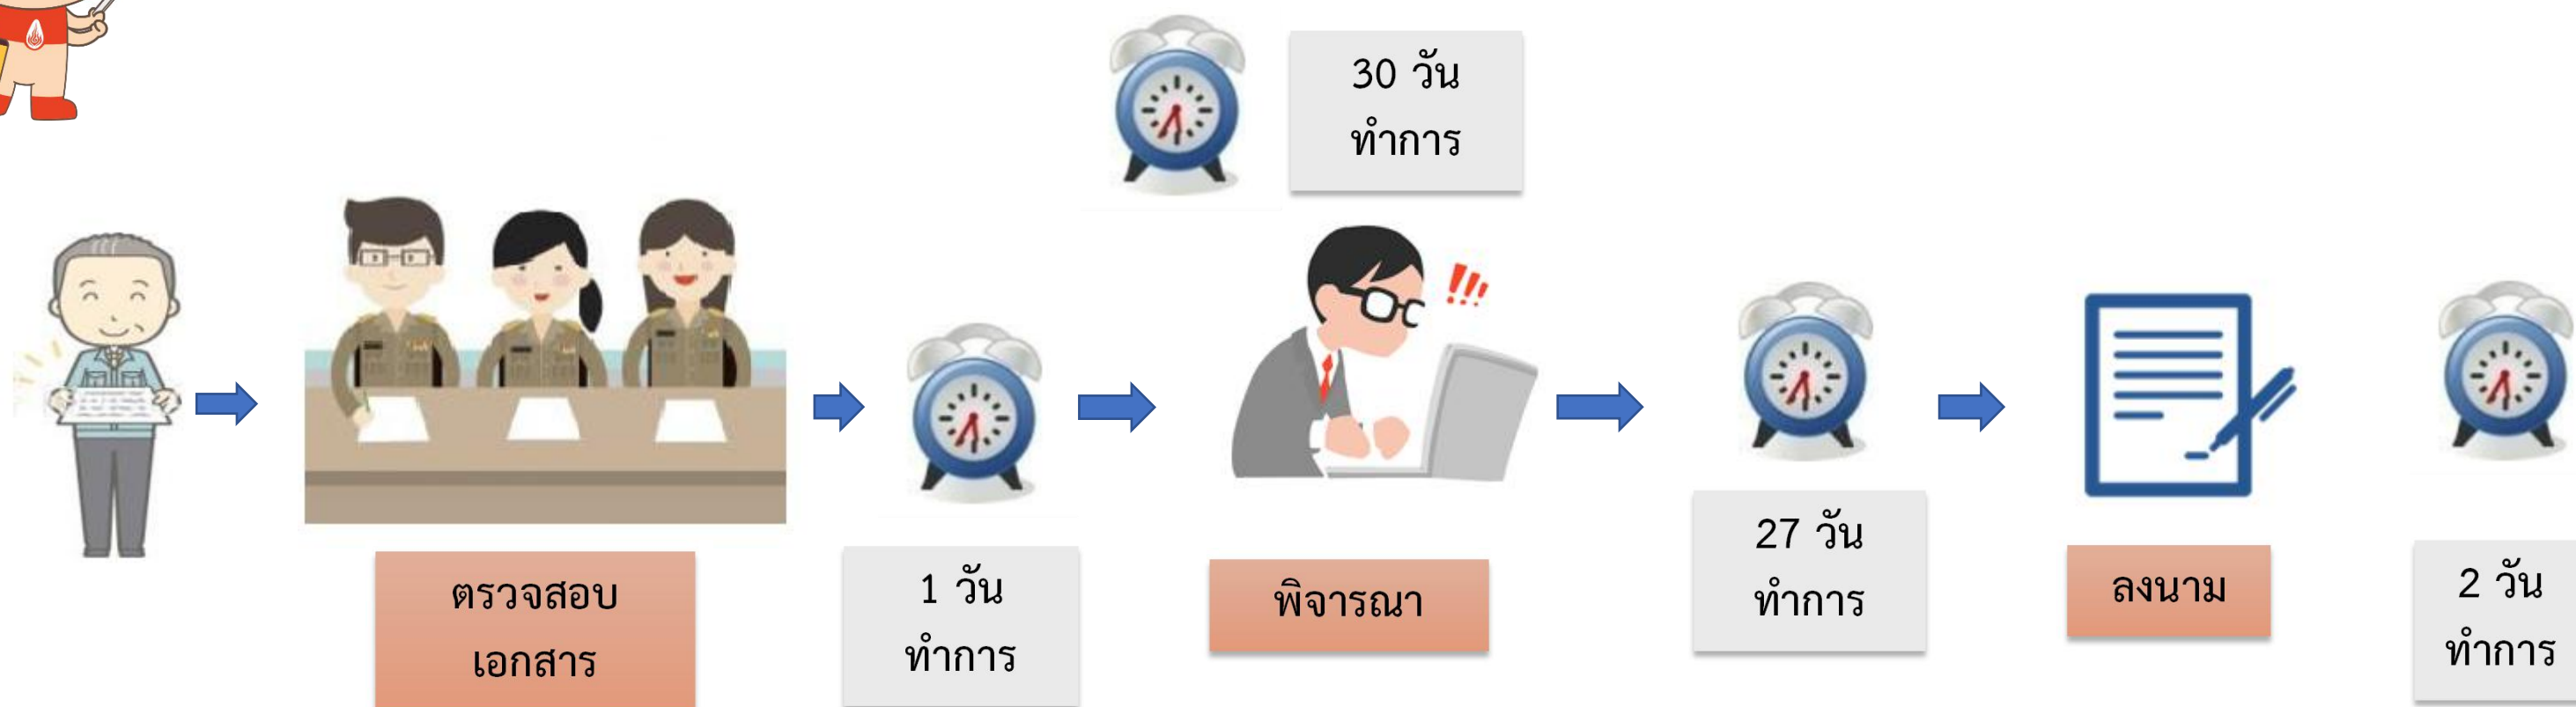 30 วัน
ทำการ
ตรวจสอบ
เอกสาร
1 วัน
ทำการ
พิจารณา
27 วัน
ทำการ
ลงนาม
2 วัน
ทำการ